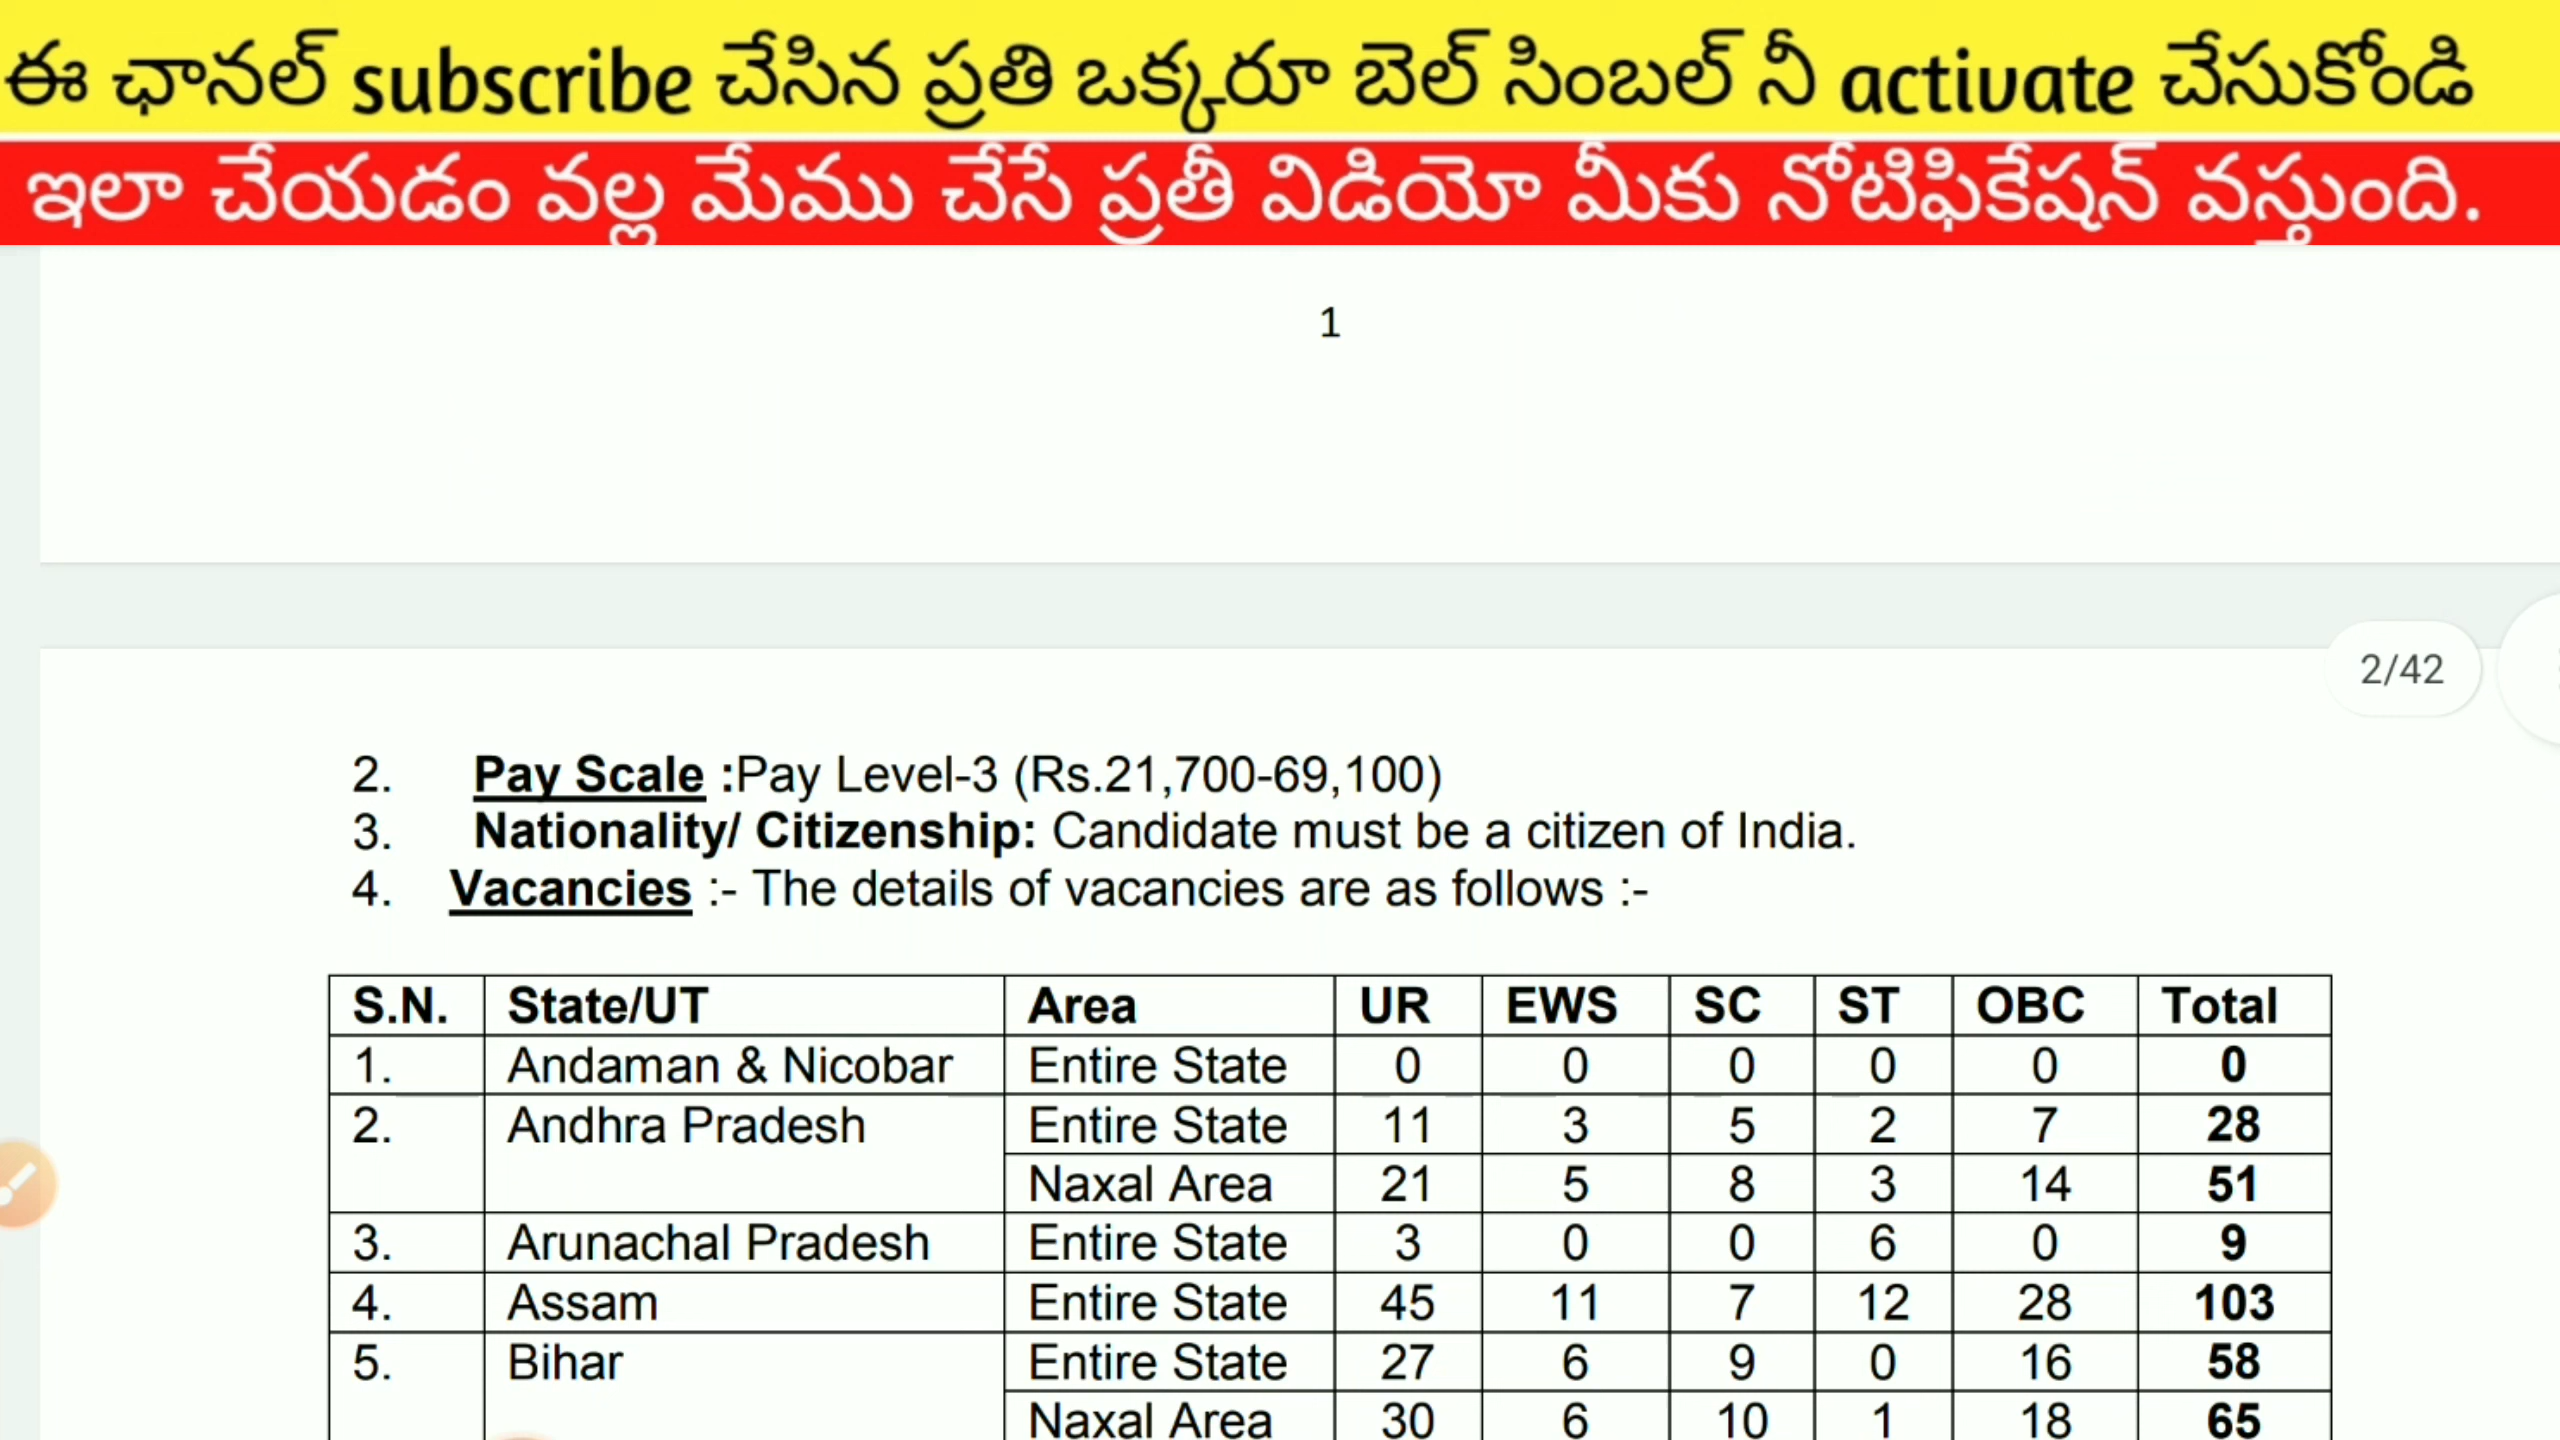 ఈ ఛానల్ subscribe చేసిన ప్రతి ఒక్కరూ బెల్ సింబల్ నీ activate చేసుకోండి
ఇలా చేయడం వల్ల మేము చేసే ప్రతీ విడియో మీకు నోటిఫికేషన్ వస్తుంది.
1
2/42
2. Pay Scale :Pay Level-3 (Rs.21,700-69,100)
3. Nationality/ Citizenship: Candidate must be a citizen of India.
4. Vacancies :- The details of vacancies are as follows :-
S.N. State/UT Area UR EWS SC ST OBC Total
1. Andaman & Nicobar Entire State 0 0 0 0 0 0
2. Andhra Pradesh Entire State 11 3 5 2 7 28
Naxal Area 21 5 8 3 14 51
3. Arunachal Pradesh Entire State 3 0 0 6 0 9
4. Assam Entire State 45 11 7 12 28 103
5. Bihar Entire State 27 6 9 0 16 58
Naxal Area 30 6 10 1 18 65